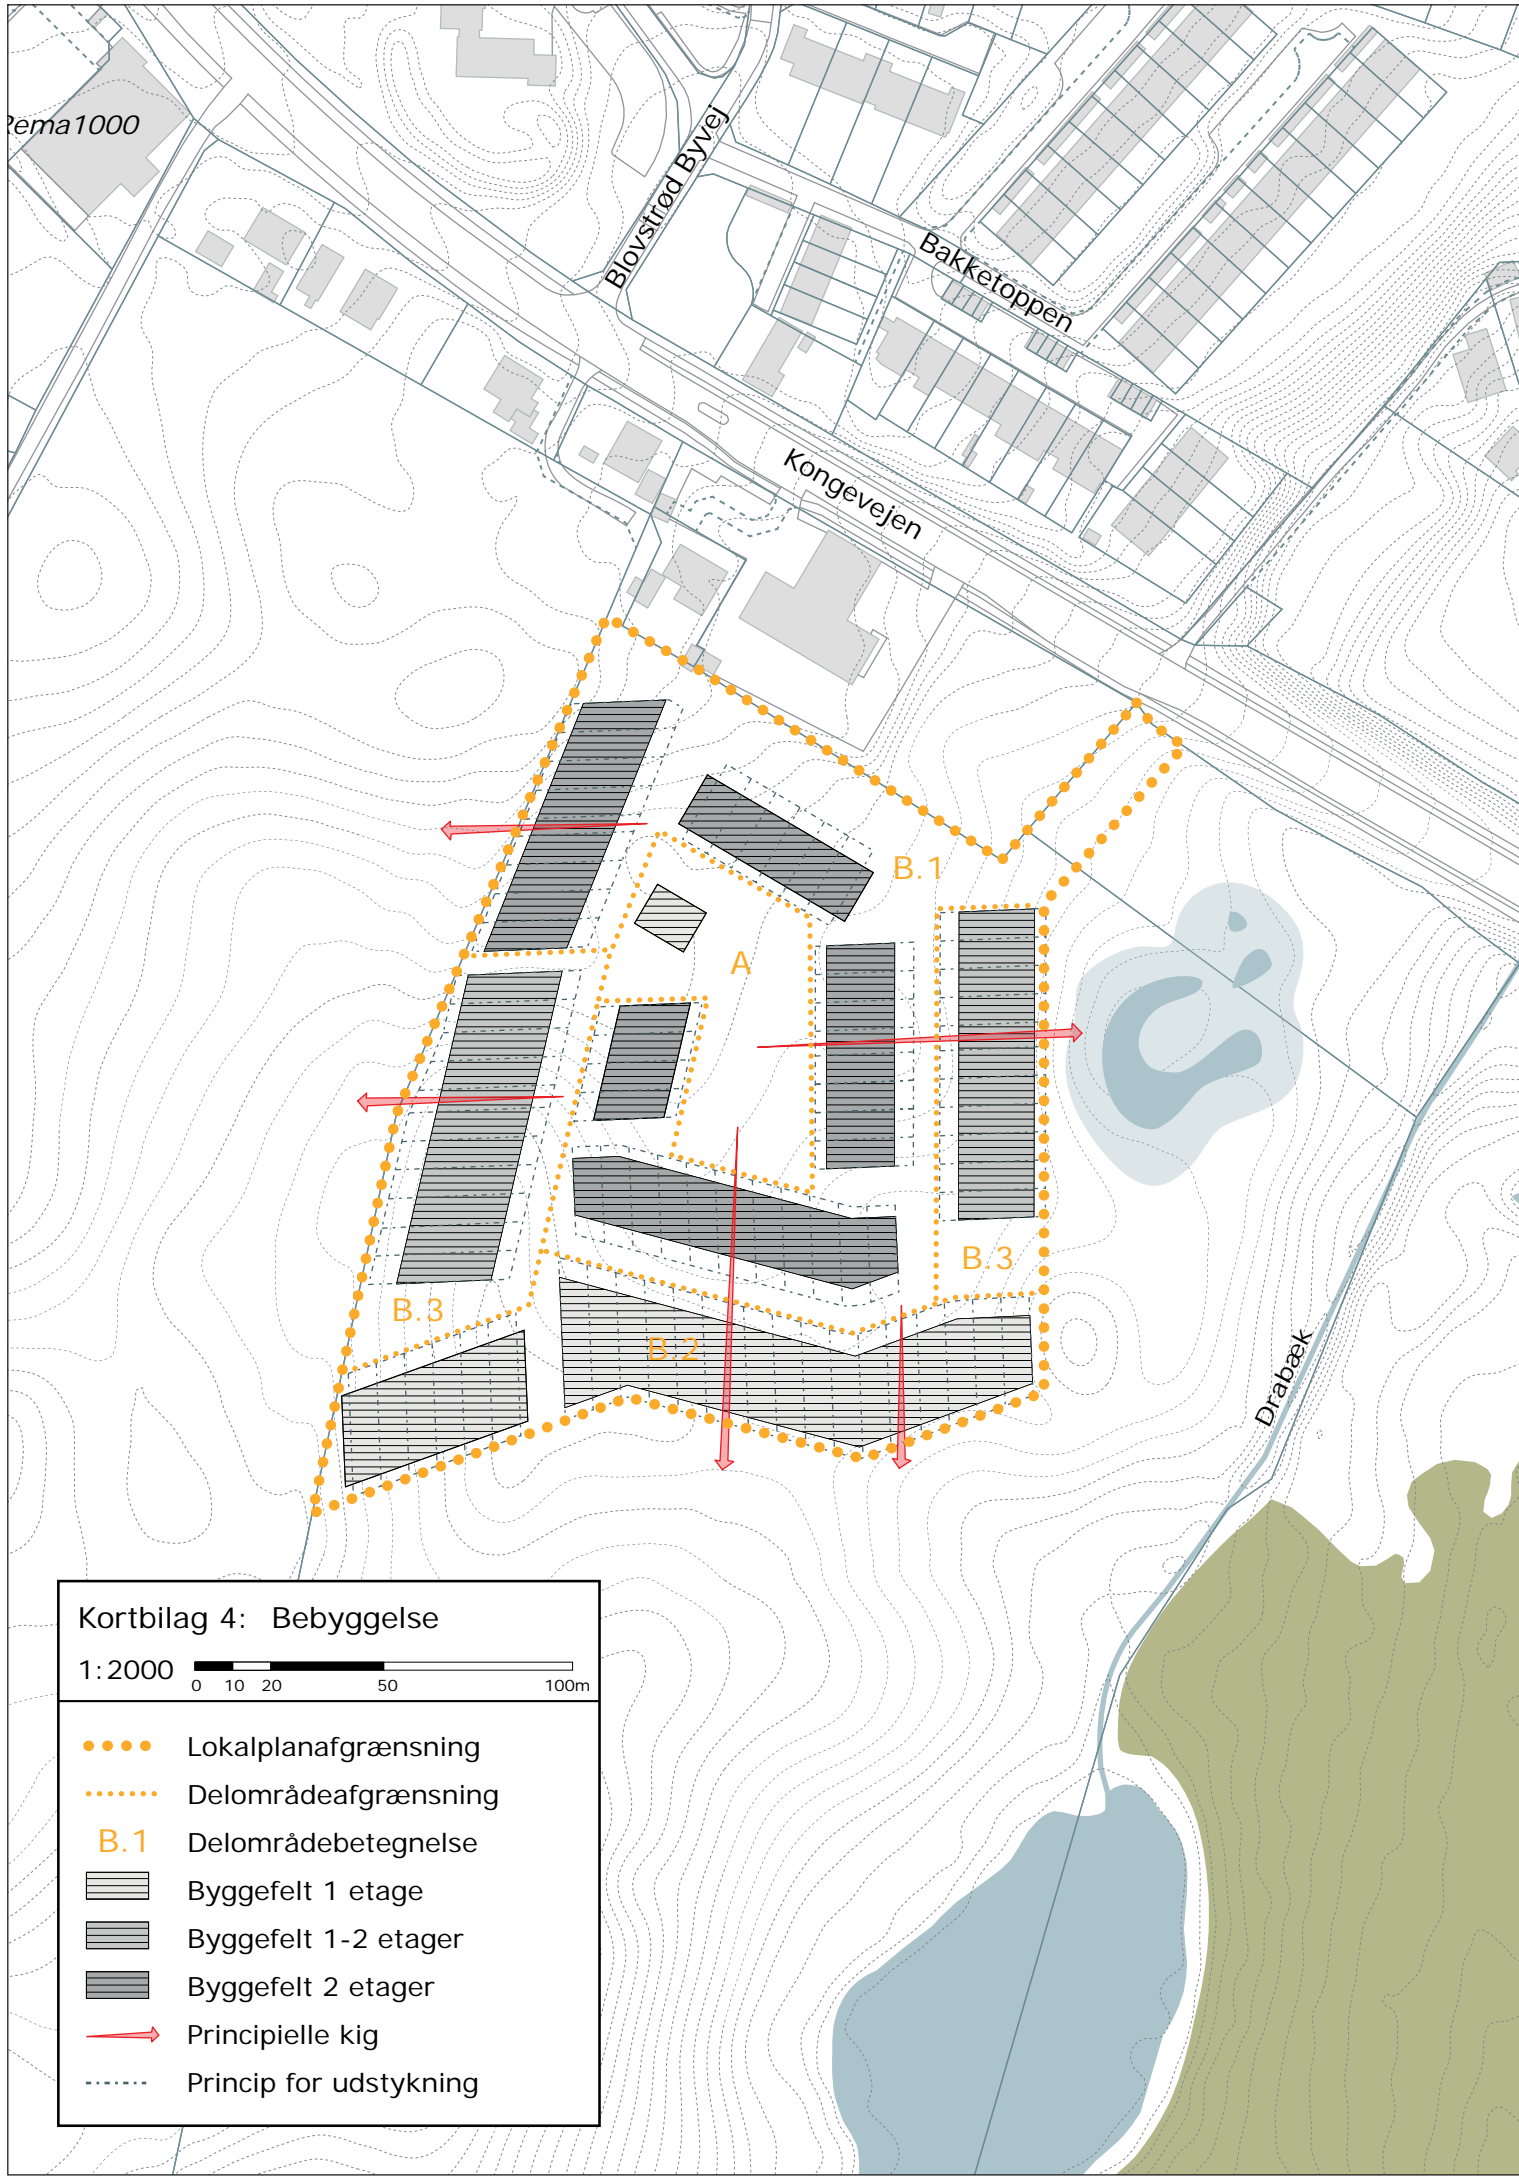 Rema1000
Blovstrød Byvej
Bakketoppen
Kongevejen
B.1
A
B.3
B.3
B.2
Drabæk
Kortbilag 4: Bebyggelse
1:2000
0 10 20 50 100m
Lokalplanafgrænsning
Delområdeafgrænsning
B.1 Delområdebetegnelse
Byggefelt 1 etage
Byggefelt 1-2 etager
Byggefelt 2 etager
Principielle kig
Princip for udstykning